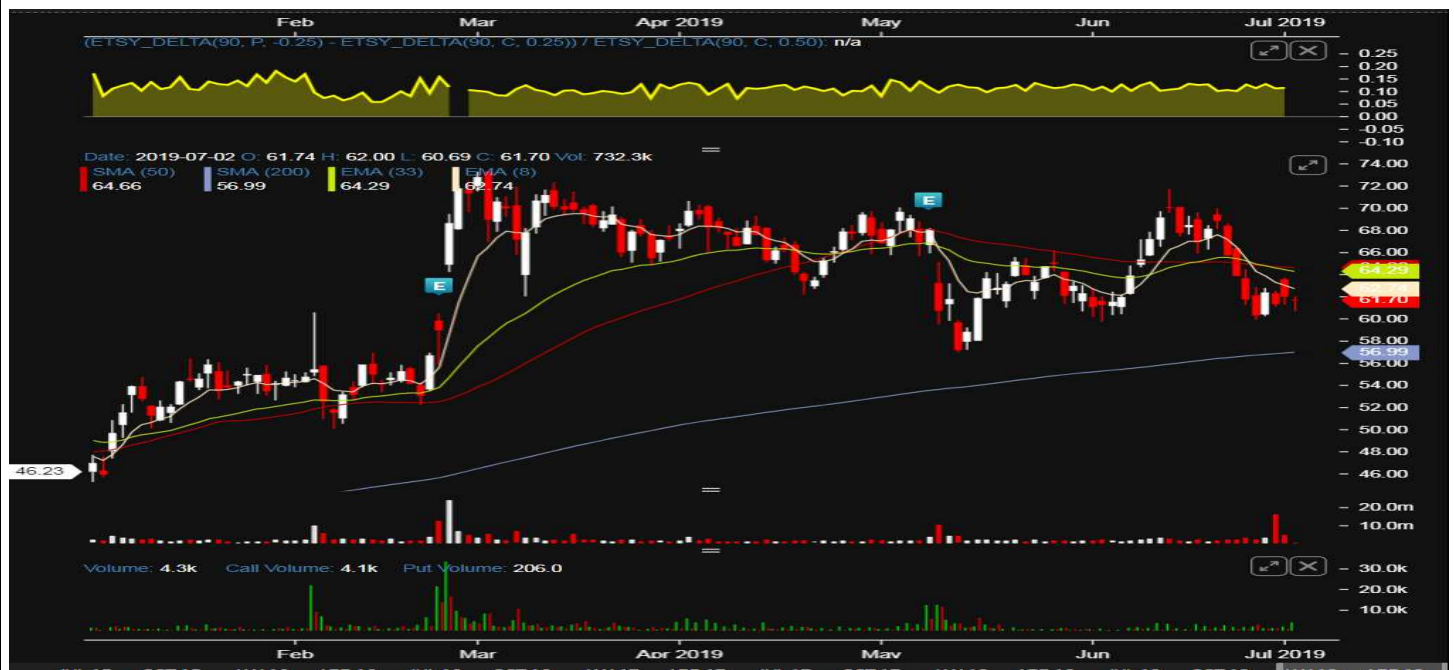 Feb Mar Apr 2019 May Jun Jul 2019
(ETSY_DELTA(90, P, -0.25) - ETSY_DELTA(90, C, 0.25)) / ETSY_DELTA(90, C, 0.50): n/a
0.25
0.20
0.15
0.10
0.05
0.00
-0.05
-0.10
Date: 2019-07-02 O: 61.74 H: 62.00 L: 60.69 C: 61.70 Vol: 732.3k
SMA (50) SMA (200) EMA (33) EMA (8)
64.66 56.99 64.29 62.74
74.00
72.00
70.00
68.00
66.00
64.29
62.74
61.70
60.00
58.00
56.99
56.00
54.00
52.00
50.00
48.00
46.00
E
E
46.23
20.0m
10.0m
Volume: 4.3k Call Volume: 4.1k Put Volume: 206.0
30.0k
20.0k
10.0k
Feb Mar Apr 2019 May Jun Jul 2019